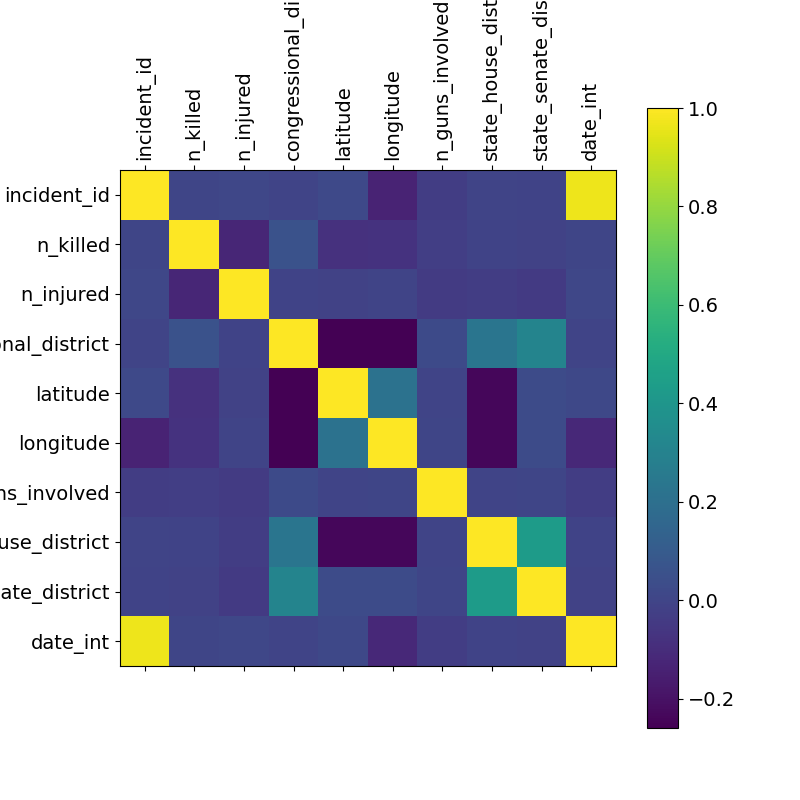 incident_id
n_killed
n_injured
congressional_di
latitude
longitude
n_guns_involved
state_house_dist
state_senate_dis
date_int
incident_id
n_killed
n_injured
onal_district
latitude
longitude
ns_involved
use_district
ate_district
date_int
1.0
0.8
0.6
0.4
0.2
0.0
−0.2